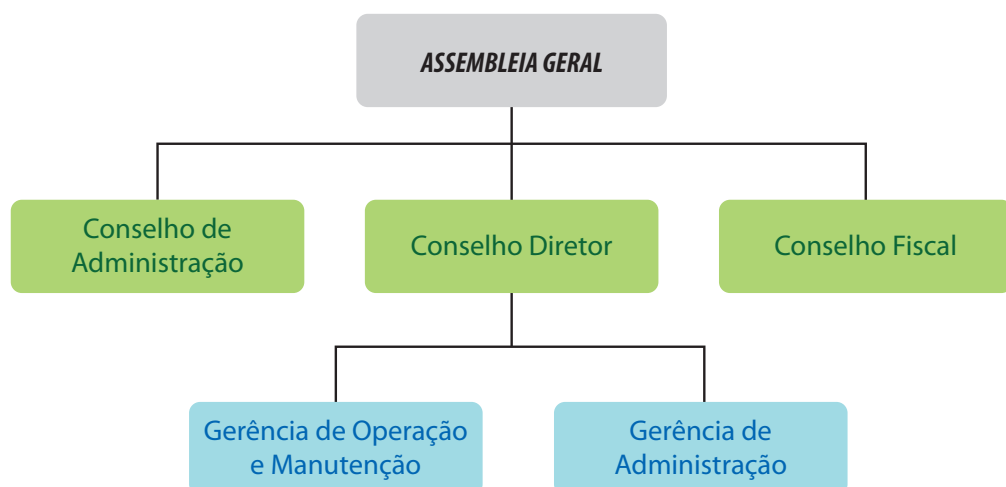 ASSEMBLEIA GERAL
Conselho de
Administração
Conselho Diretor
Conselho Fiscal
Gerência de Operação
e Manutenção
Gerência de
Administração